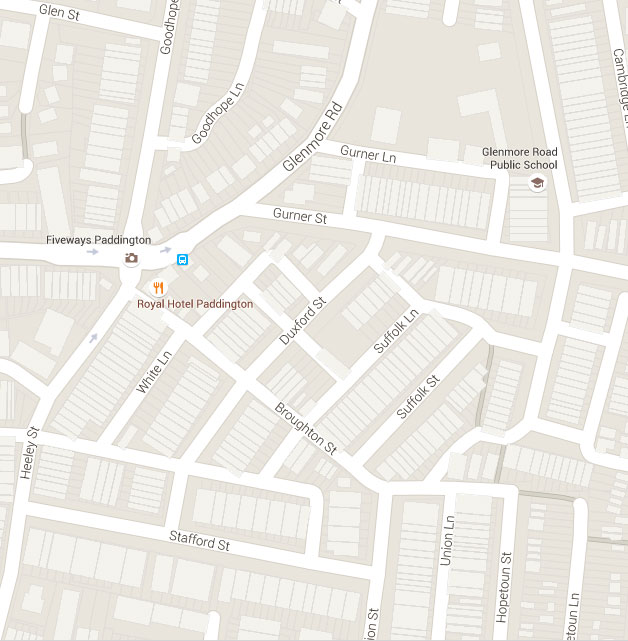 Glen St
Goodhope
Goodhope Ln
Glenmore Rd
Cambridge Ln
Gurner Ln
Glenmore Road
Public School
Gurner St
Fiveways Paddington
Royal Hotel Paddington
Duxford St
Suffolk Ln
White Ln
Suffolk St
Broughton St
Heeley St
Stafford St
Union Ln
Hopetoun St
ion St
etoun Ln